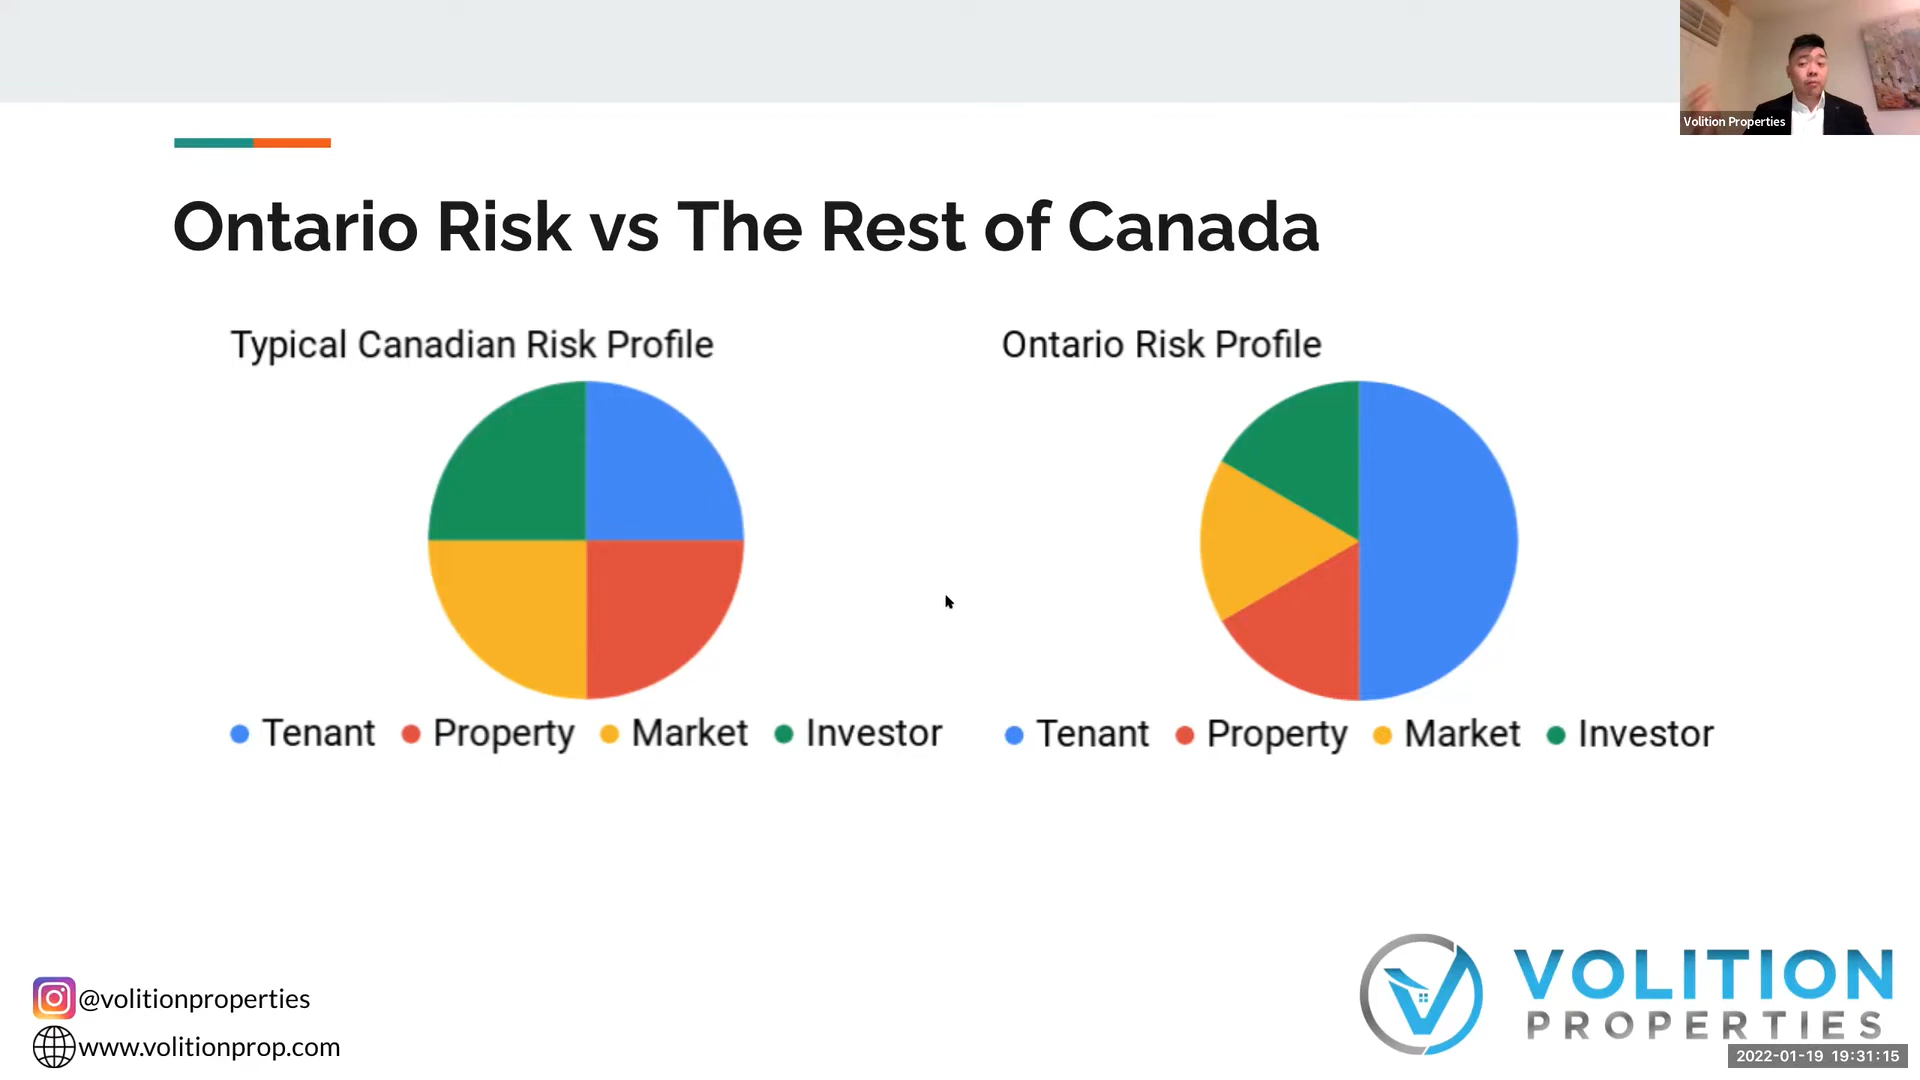 Volition Properties
Ontario Risk vs The Rest of Canada
Typical Canadian Risk Profile
Tenant Property Market Investor
Ontario Risk Profile
Tenant Property Market Investor
@volitionproperties
www.volitionprop.com
VOLITION
PROPERTIES
2022-01-19 19:31:15